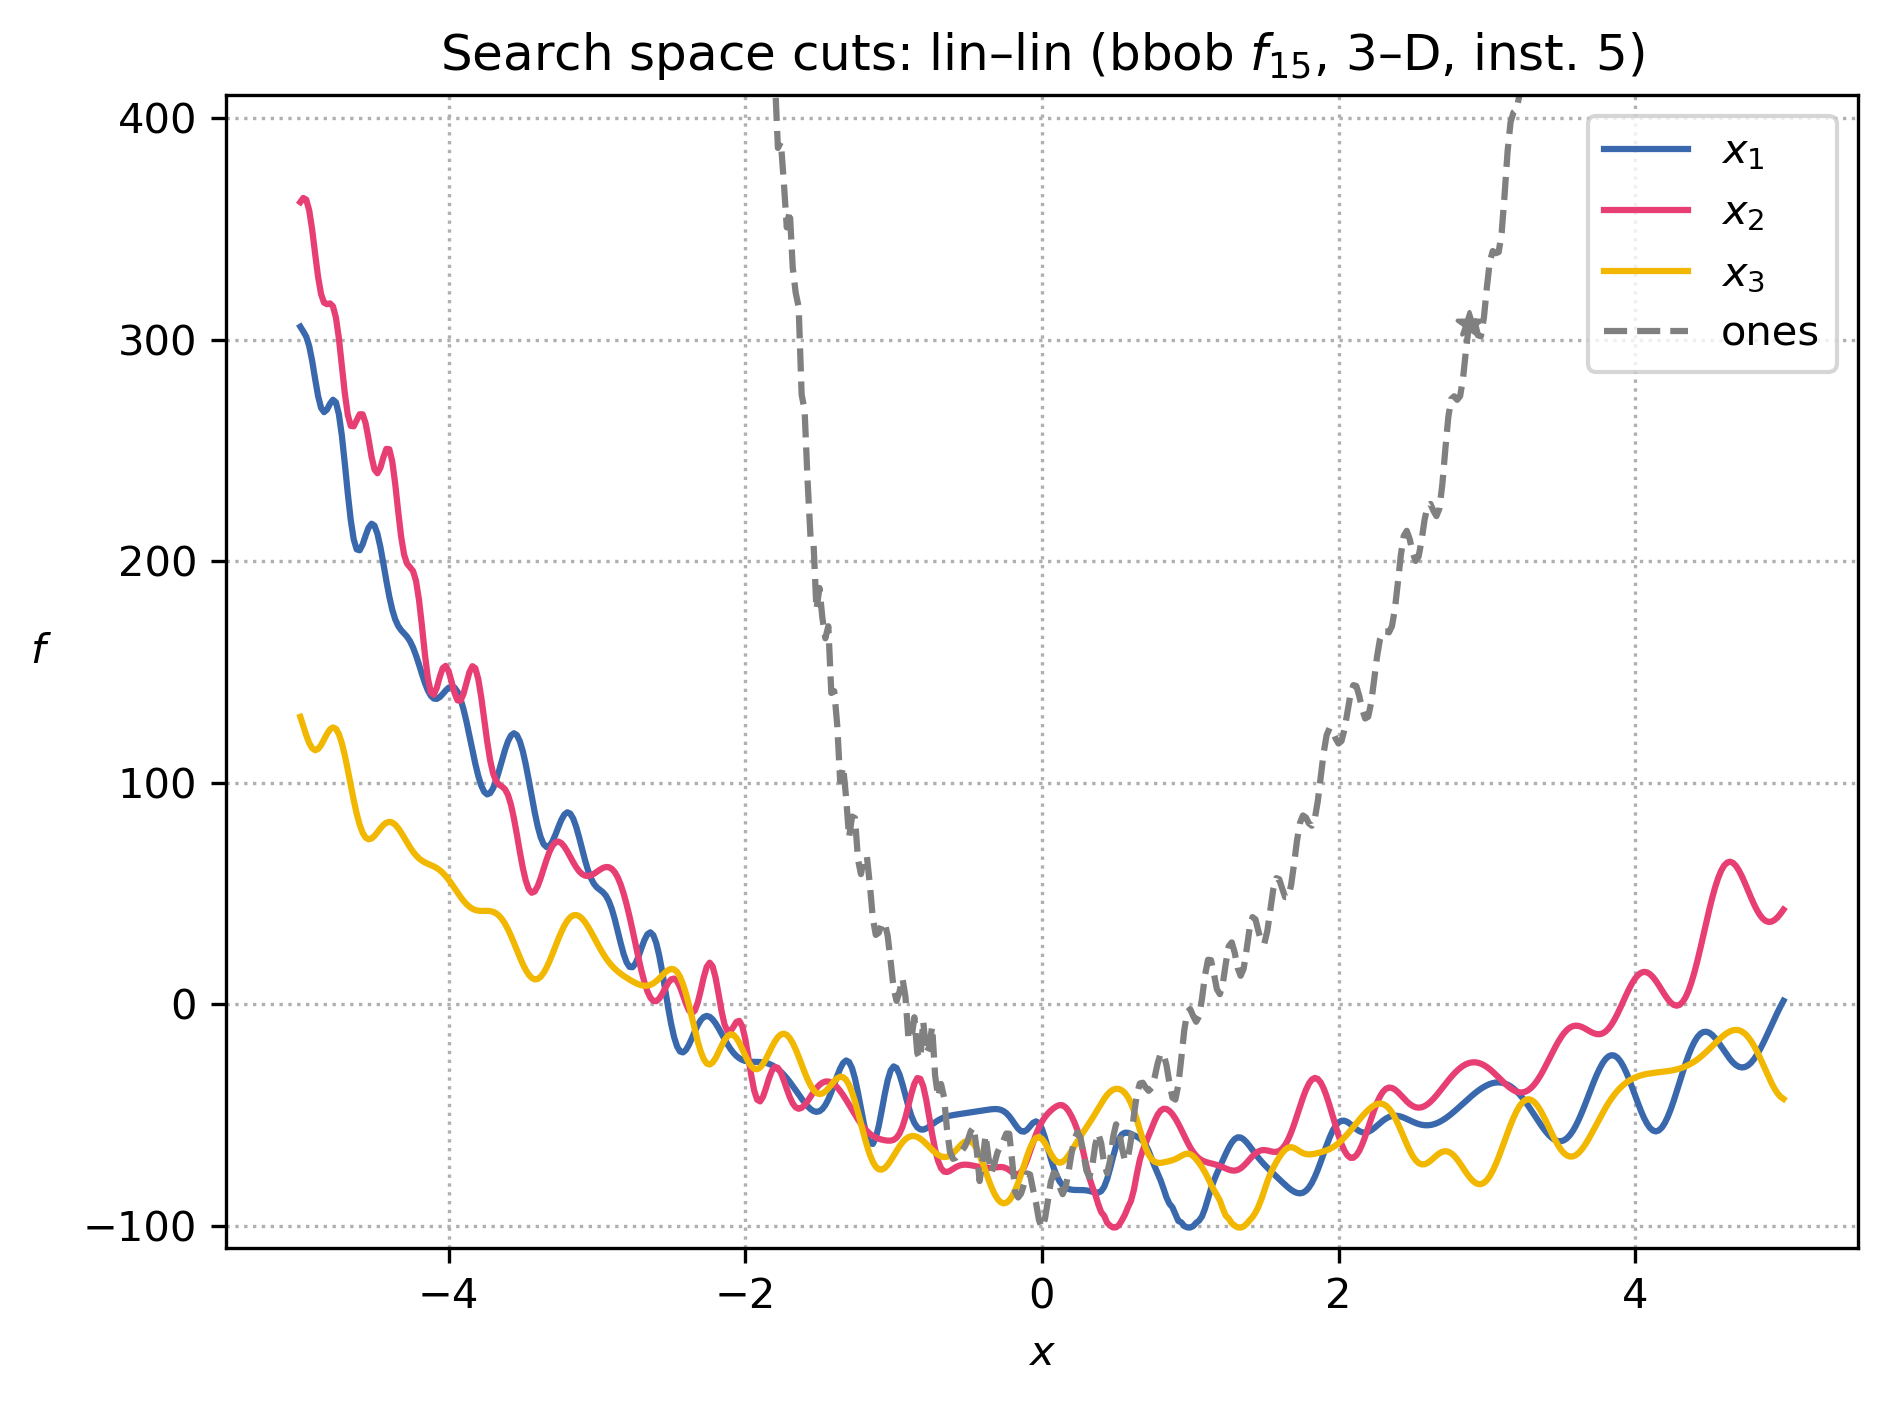 Search space cuts: lin–lin (bbob f₁₅, 3–D, inst. 5)
400
300
200
100
0
−100
f
x₁
x₂
x₃
ones
−4
−2
0
2
4
x